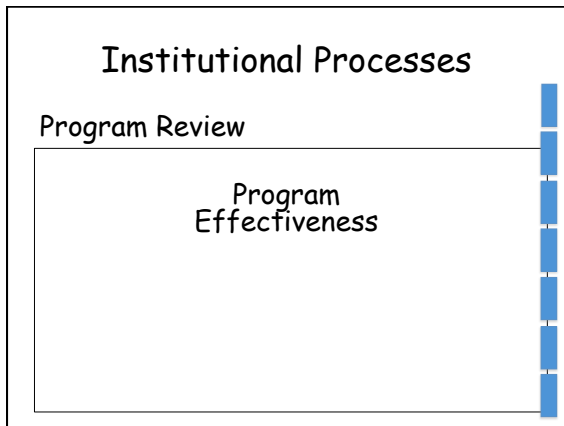 Institutional Processes
Program Review
Program
Effectiveness